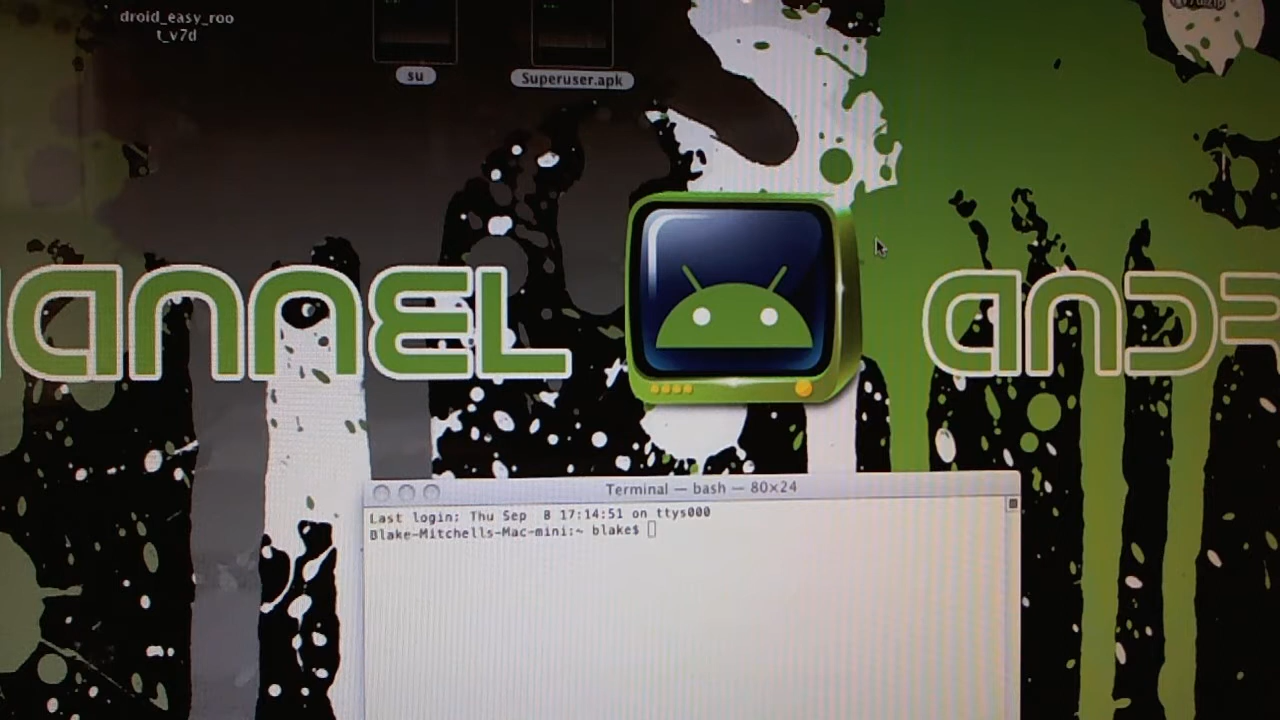 droid_easy_roo
t_v7d
su
Superuser.apk
ANNEL
AND
Terminal — bash — 80×24
Last login: Thu Sep  8 17:14:51 on ttys000
Blake-Mitchells-Mac-mini:~ blake$